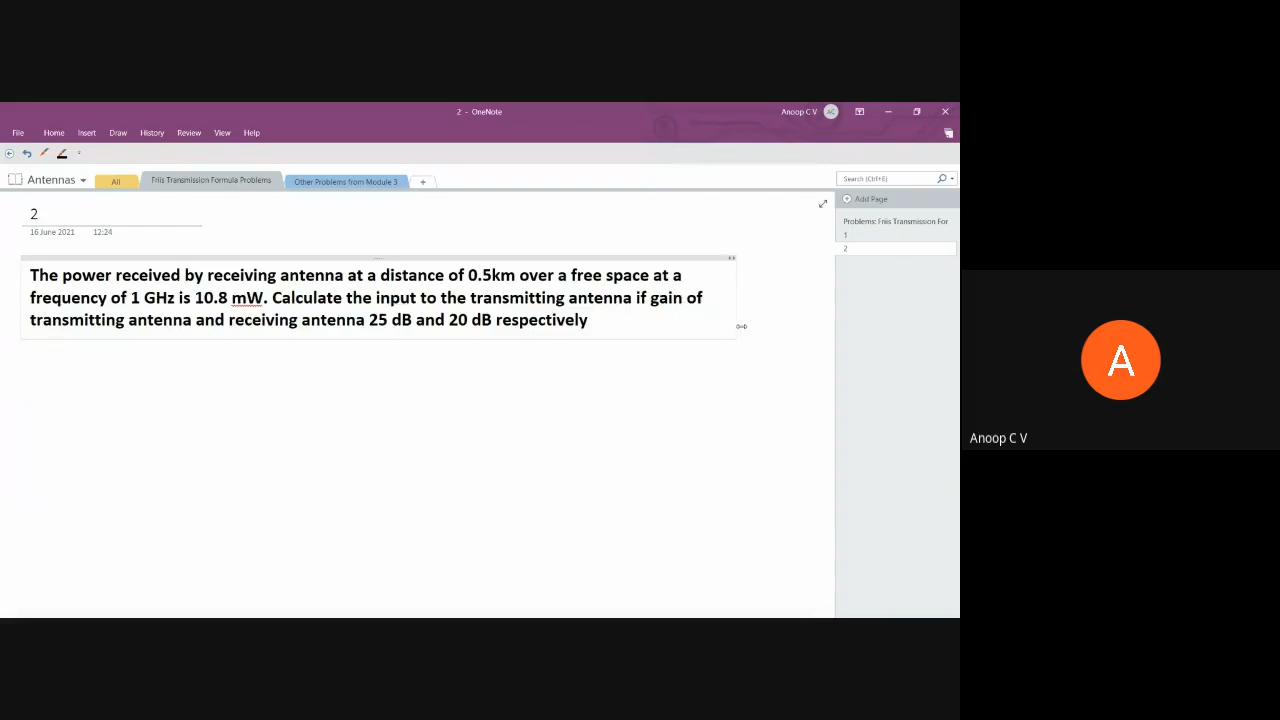 2 - OneNote
Anoop C V
AC
File Home Insert Draw History Review View Help
Antennas
All
Friis Transmission Formula Problems
Other Problems from Module 3
Search (Ctrl+E)
Add Page
2
16 June 2021 12:24
Problems: Friis Transmission For
1
2
The power received by receiving antenna at a distance of 0.5km over a free space at a
frequency of 1 GHz is 10.8 mW. Calculate the input to the transmitting antenna if gain of
transmitting antenna and receiving antenna 25 dB and 20 dB respectively
A
Anoop C V